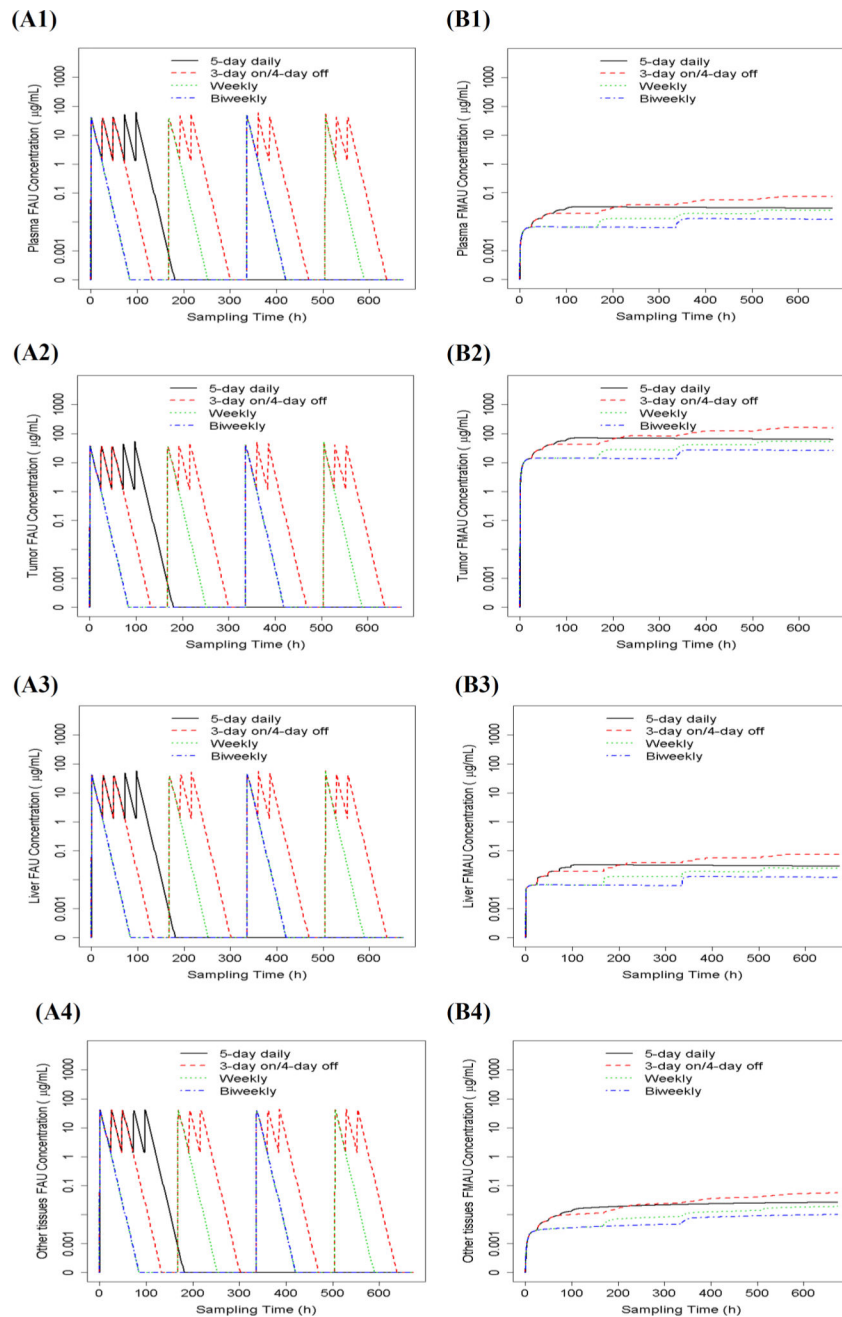 (A1)
5-day daily
3-day on/4-day off
Weekly
Biweekly
Plasma FAU Concentration ( μg/mL)
1000
100
10
1
0.1
0.001
0
0 100 200 300 400 500 600
Sampling Time (h)
(B1)
5-day daily
3-day on/4-day off
Weekly
Biweekly
Plasma FMAU Concentration ( μg/mL)
1000
100
10
1
0.1
0.001
0
0 100 200 300 400 500 600
Sampling Time (h)
(A2)
5-day daily
3-day on/4-day off
Weekly
Biweekly
Tumor FAU Concentration ( μg/mL)
1000
100
10
1
0.1
0.001
0
0 100 200 300 400 500 600
Sampling Time (h)
(B2)
5-day daily
3-day on/4-day off
Weekly
Biweekly
Tumor FMAU Concentration ( μg/mL)
1000
100
10
1
0.1
0.001
0
0 100 200 300 400 500 600
Sampling Time (h)
(A3)
5-day daily
3-day on/4-day off
Weekly
Biweekly
Liver FAU Concentration ( μg/mL)
1000
100
10
1
0.1
0.001
0
0 100 200 300 400 500 600
Sampling Time (h)
(B3)
5-day daily
3-day on/4-day off
Weekly
Biweekly
Liver FMAU Concentration ( μg/mL)
1000
100
10
1
0.1
0.001
0
0 100 200 300 400 500 600
Sampling Time (h)
(A4)
5-day daily
3-day on/4-day off
Weekly
Biweekly
Other tissues FAU Concentration ( μg/mL)
1000
100
10
1
0.1
0.001
0
0 100 200 300 400 500 600
Sampling Time (h)
(B4)
5-day daily
3-day on/4-day off
Weekly
Biweekly
Other tissues FMAU Concentration ( μg/mL)
1000
100
10
1
0.1
0.001
0
0 100 200 300 400 500 600
Sampling Time (h)